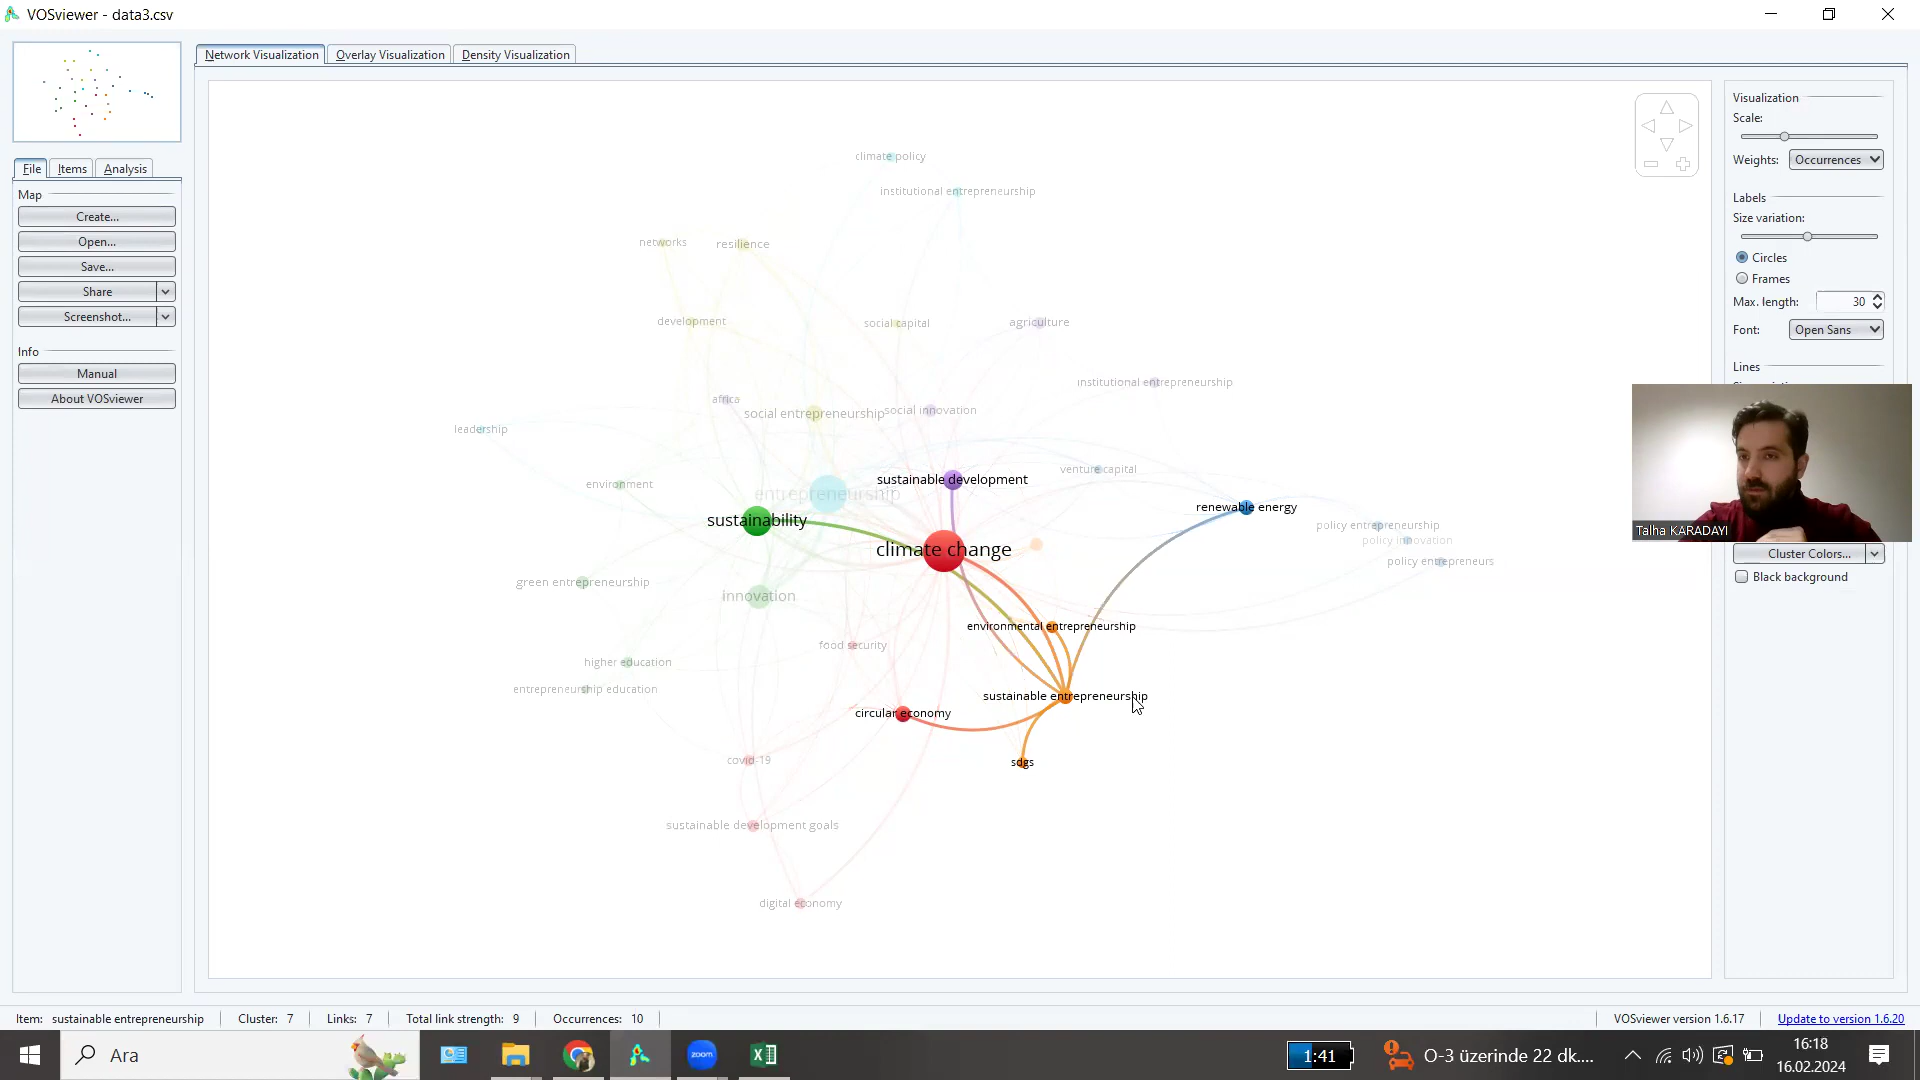 VOSviewer - data3.csv
Network Visualization
Overlay Visualization
Density Visualization
File
Items
Analysis
Map
Create...
Open...
Save...
Share
Screenshot...
Info
Manual
About VOSviewer
climate policy
institutional entrepreneurship
networks
resilience
development
social capital
agriculture
institutional entrepreneurship
africa
social entrepreneurship
social innovation
leadership
venture capital
environment
sustainable development
entrepreneurship
renewable energy
sustainability
policy entrepreneurship
policy innovation
policy entrepreneurs
climate change
green entrepreneurship
innovation
environmental entrepreneurship
food security
higher education
entrepreneurship education
sustainable entrepreneurship
circular economy
covid-19
sdgs
sustainable development goals
digital economy
Visualization
Scale:
Weights: Occurrences
Labels
Size variation:
Circles
Frames
Max. length: 30
Font: Open Sans
Lines
Talha KARADAYI
Cluster Colors...
Black background
Item: sustainable entrepreneurship
Cluster: 7
Links: 7
Total link strength: 9
Occurrences: 10
VOSviewer version 1.6.17
Update to version 1.6.20
Ara
zoom
1:41
O-3 üzerinde 22 dk....
16:18
16.02.2024